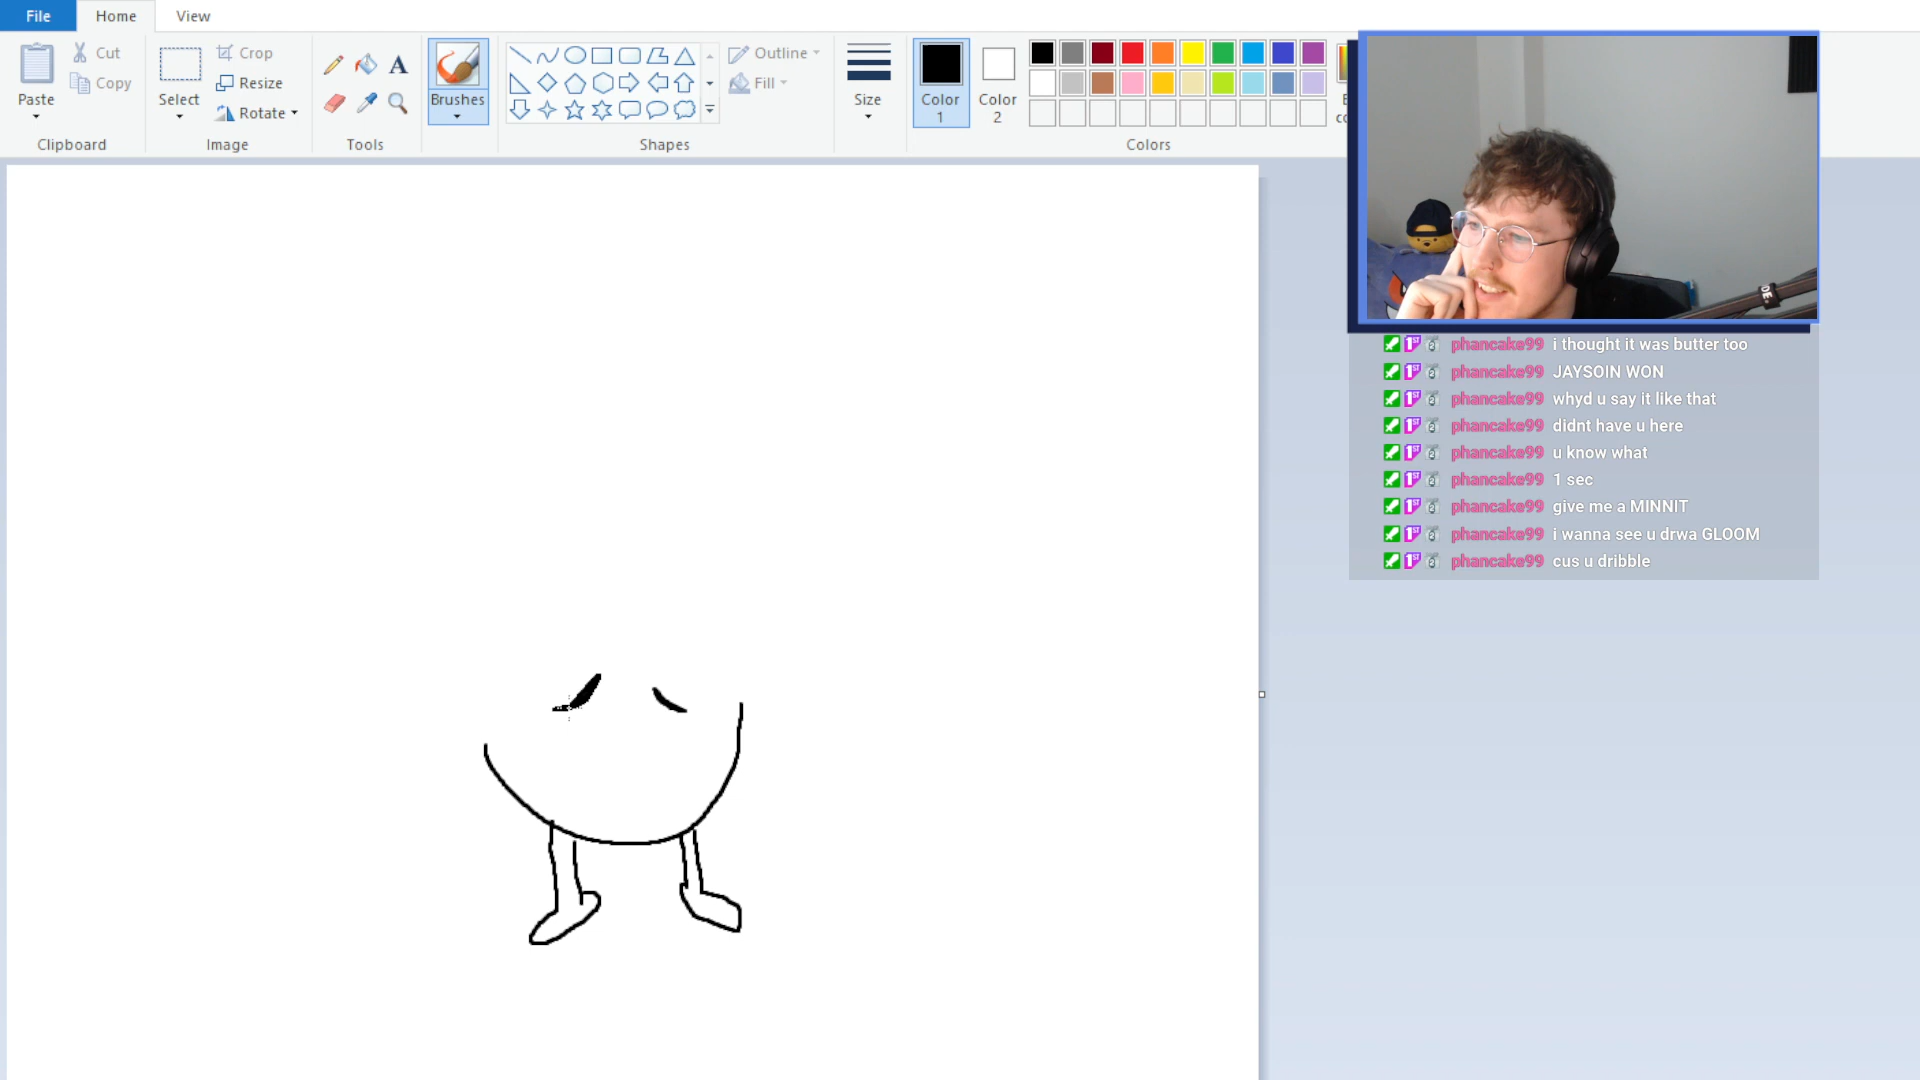 File Home View
Paste
Cut
Copy
Clipboard
Select
Crop
Resize
Rotate
Image
A
Tools
Brushes
Shapes
Outline
Fill
Size
Color 1
Color 2
Colors
DE.
phancake99 i thought it was butter too
phancake99 JAYSOIN WON
phancake99 whyd u say it like that
phancake99 didnt have u here
phancake99 u know what
phancake99 1 sec
phancake99 give me a MINNIT
phancake99 i wanna see u drwa GLOOM
phancake99 cus u dribble